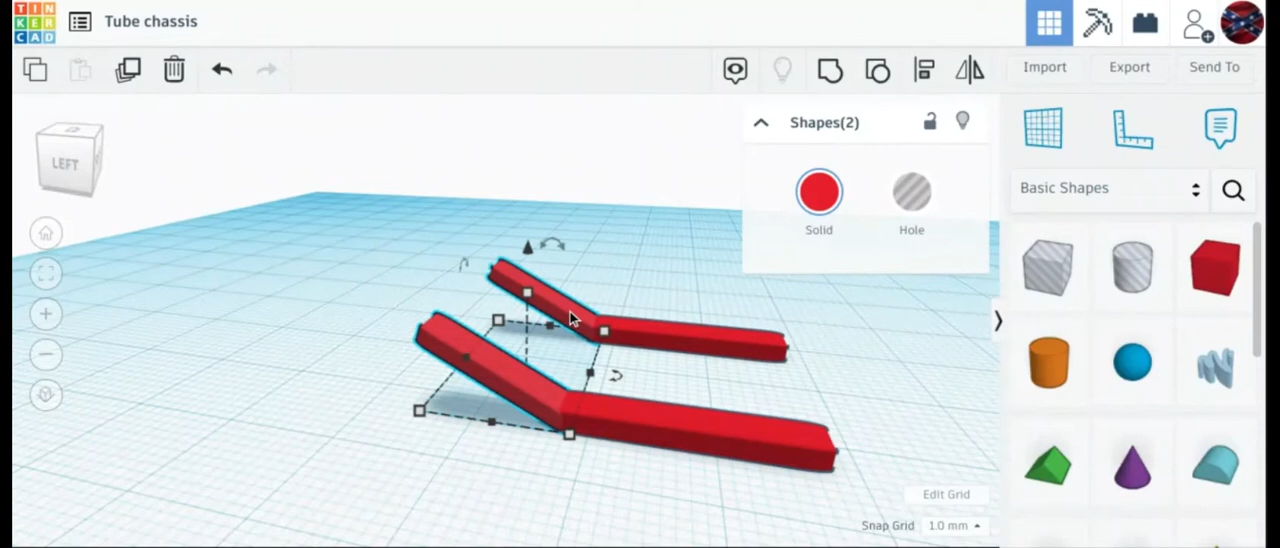 TIN
KER
CAD
Tube chassis
Import
Export
Send To
LEFT
Shapes(2)
Solid
Hole
Basic Shapes
Edit Grid
Snap Grid 1.0 mm